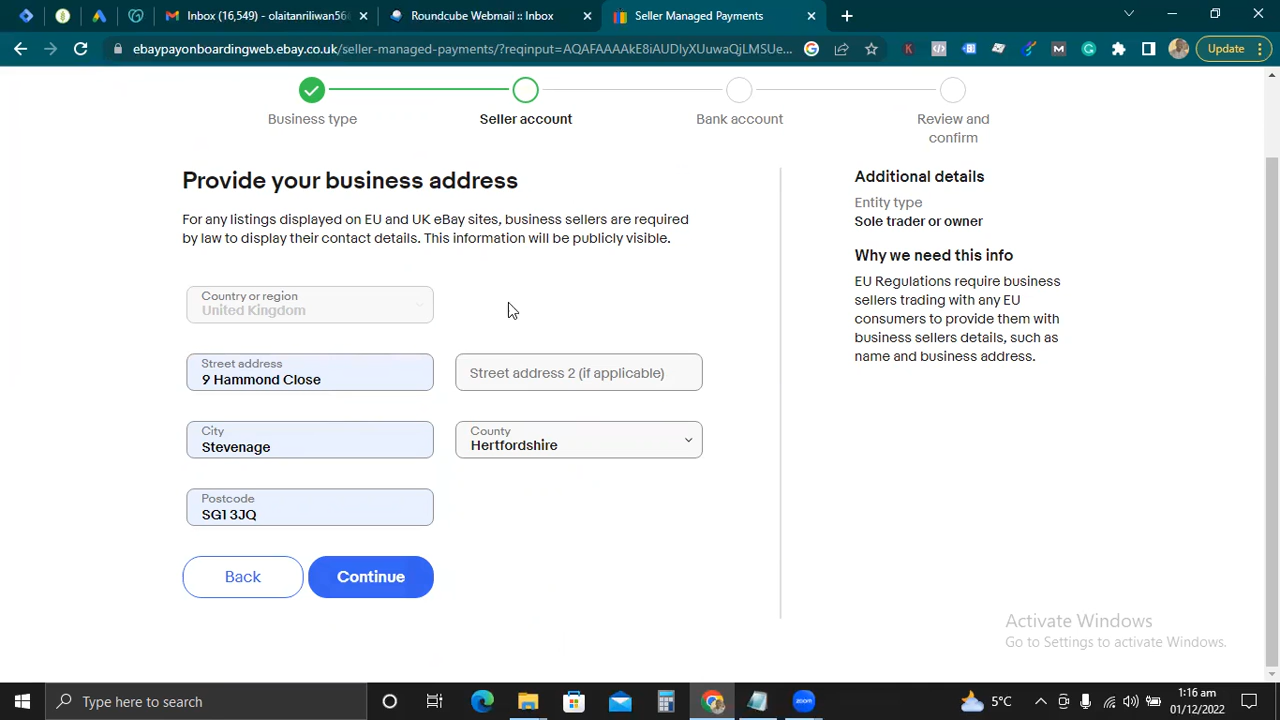 Inbox (16,549) - olaitanriliwan56
Roundcube Webmail :: Inbox
Seller Managed Payments
ebaypayonboardingweb.ebay.co.uk/seller-managed-payments/?reqinput=AQAFAAAAkE8iAUDIyXUuwaQjLMSUe...
Update
Business type
Seller account
Bank account
Review and
confirm
Provide your business address
For any listings displayed on EU and UK eBay sites, business sellers are required
by law to display their contact details. This information will be publicly visible.
Country or region
United Kingdom
Street address
9 Hammond Close
Street address 2 (if applicable)
City
Stevenage
County
Hertfordshire
Postcode
SG1 3JQ
Back
Continue
Additional details
Entity type
Sole trader or owner
Why we need this info
EU Regulations require business
sellers trading with any EU
consumers to provide them with
business sellers details, such as
name and business address.
Activate Windows
Go to Settings to activate Windows.
Type here to search
zoom
5°C
1:16 am
01/12/2022